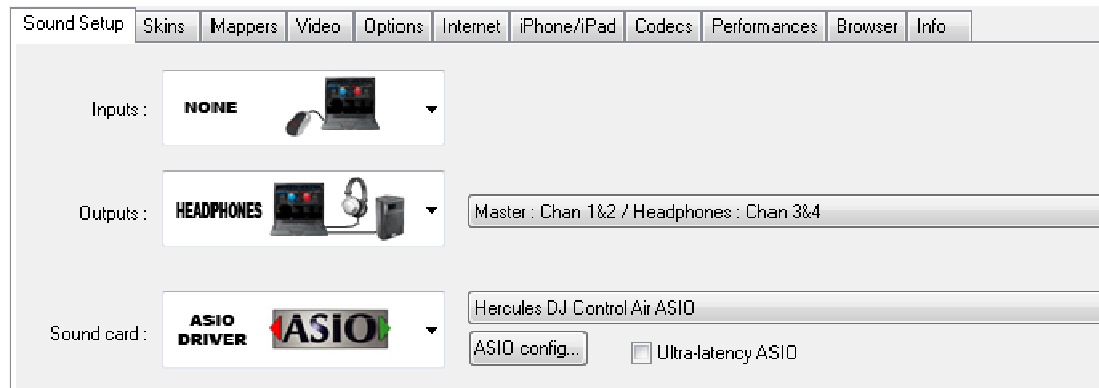 Sound Setup Skins Mappers Video Options Internet iPhone/iPad Codecs Performances Browser Info
Inputs : NONE
Outputs : HEADPHONES Master : Chan 1&2 / Headphones : Chan 3&4
Hercules DJ Control Air ASIO
Sound card : ASIO DRIVER ASIO
ASIO config... Ultra-latency ASIO